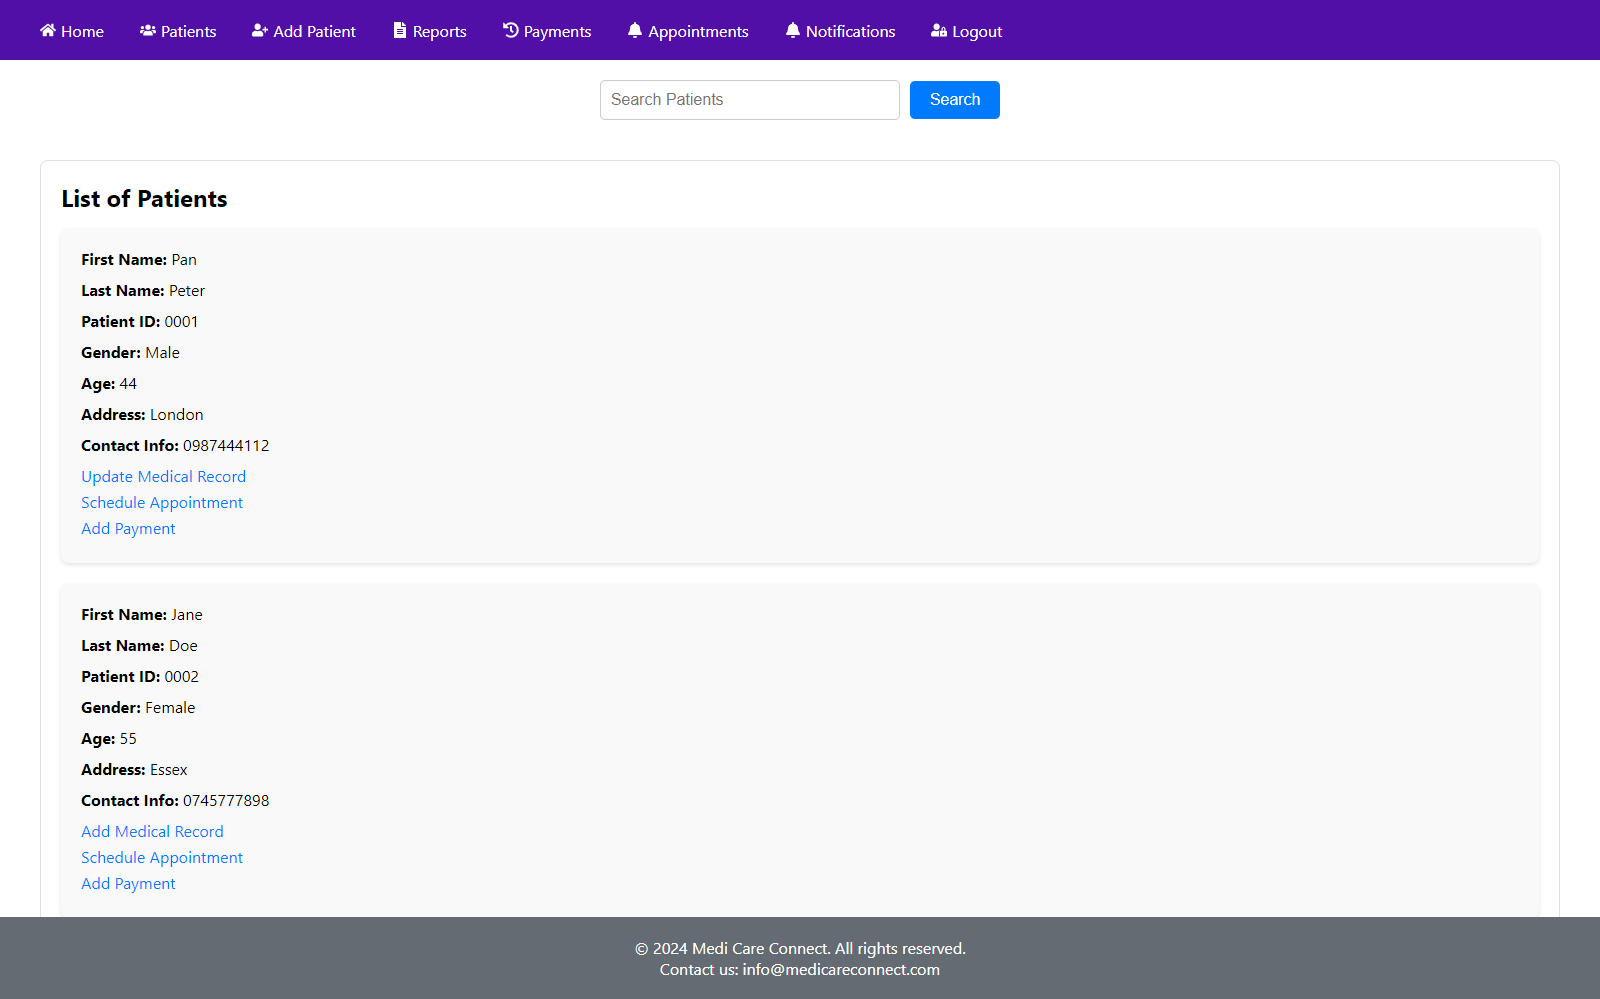 Home Patients Add Patient Reports Payments Appointments Notifications Logout
Search Patients Search
List of Patients
First Name: Pan
Last Name: Peter
Patient ID: 0001
Gender: Male
Age: 44
Address: London
Contact Info: 0987444112
Update Medical Record
Schedule Appointment
Add Payment
First Name: Jane
Last Name: Doe
Patient ID: 0002
Gender: Female
Age: 55
Address: Essex
Contact Info: 0745777898
Add Medical Record
Schedule Appointment
Add Payment
© 2024 Medi Care Connect. All rights reserved.
Contact us: info@medicareconnect.com